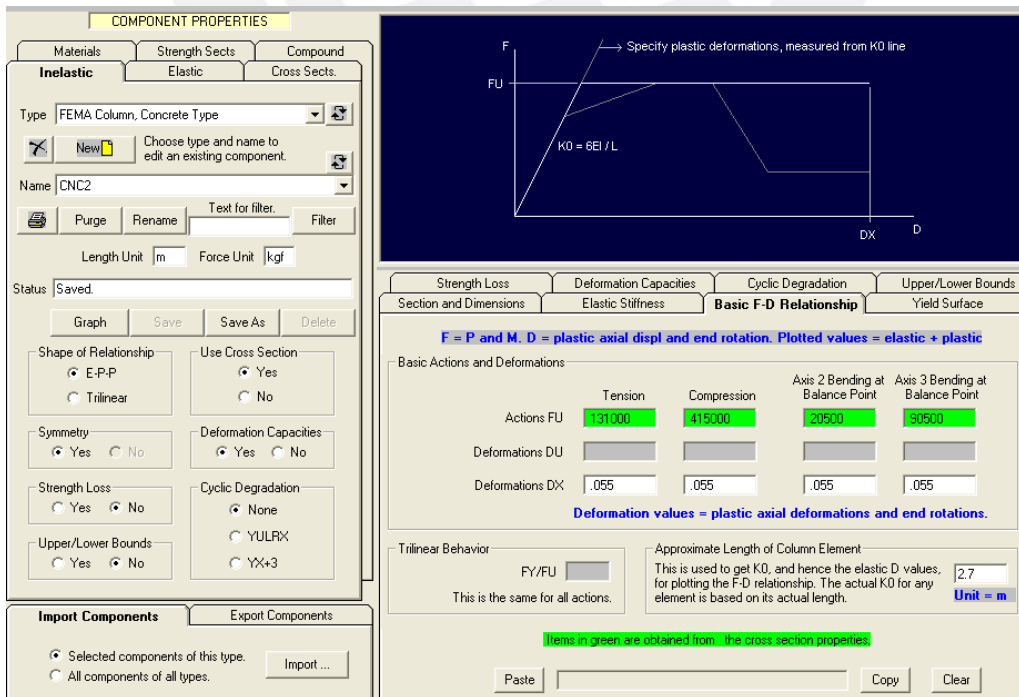 COMPONENT PROPERTIES
Materials
Strength Sects
Compound
Inelastic
Elastic
Cross Sects.
Type
FEMA Column, Concrete Type
New
Choose type and name to
edit an existing component.
Name
CNC2
Purge
Rename
Text for filter.
Filter
Length Unit
m
Force Unit
kgf
Status
Saved.
Graph
Save
Save As
Delete
Shape of Relationship
E-P-P
Trilinear
Use Cross Section
Yes
No
Symmetry
Yes
No
Deformation Capacities
Yes
No
Strength Loss
Yes
No
Cyclic Degradation
None
YULRX
YX+3
Upper/Lower Bounds
Yes
No
Import Components
Export Components
Selected components of this type.
All components of all types.
Import ...
F
Specify plastic deformations, measured from K0 line
FU
K0 = 6EI / L
DX
D
Strength Loss
Deformation Capacities
Cyclic Degradation
Upper/Lower Bounds
Section and Dimensions
Elastic Stiffness
Basic F-D Relationship
Yield Surface
F = P and M. D = plastic axial displ and end rotation. Plotted values = elastic + plastic
Basic Actions and Deformations
Tension
Compression
Axis 2 Bending at
Balance Point
Axis 3 Bending at
Balance Point
Actions FU
131000
415000
20500
90500
Deformations DU
Deformations DX
.055
.055
.055
.055
Deformation values = plastic axial deformations and end rotations.
Trilinear Behavior
FY/FU
This is the same for all actions.
Approximate Length of Column Element
This is used to get K0, and hence the elastic D values,
for plotting the F-D relationship. The actual K0 for any
element is based on its actual length.
2.7
Unit = m
Items in green are obtained from the cross section properties.
Paste
Copy
Clear